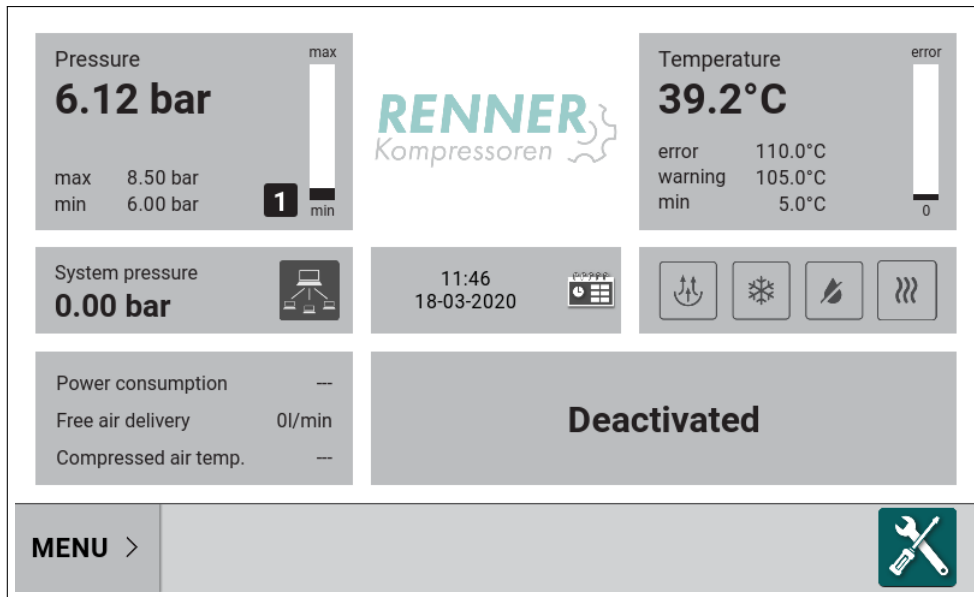 Pressure
6.12 bar
max 8.50 bar
min 6.00 bar
1
max
min
RENNER
Kompressoren
Temperature
39.2°C
error 110.0°C
warning 105.0°C
min 5.0°C
error
0
System pressure
0.00 bar
11:46
18-03-2020
Power consumption ---
Free air delivery 0l/min
Compressed air temp. ---
Deactivated
MENU >